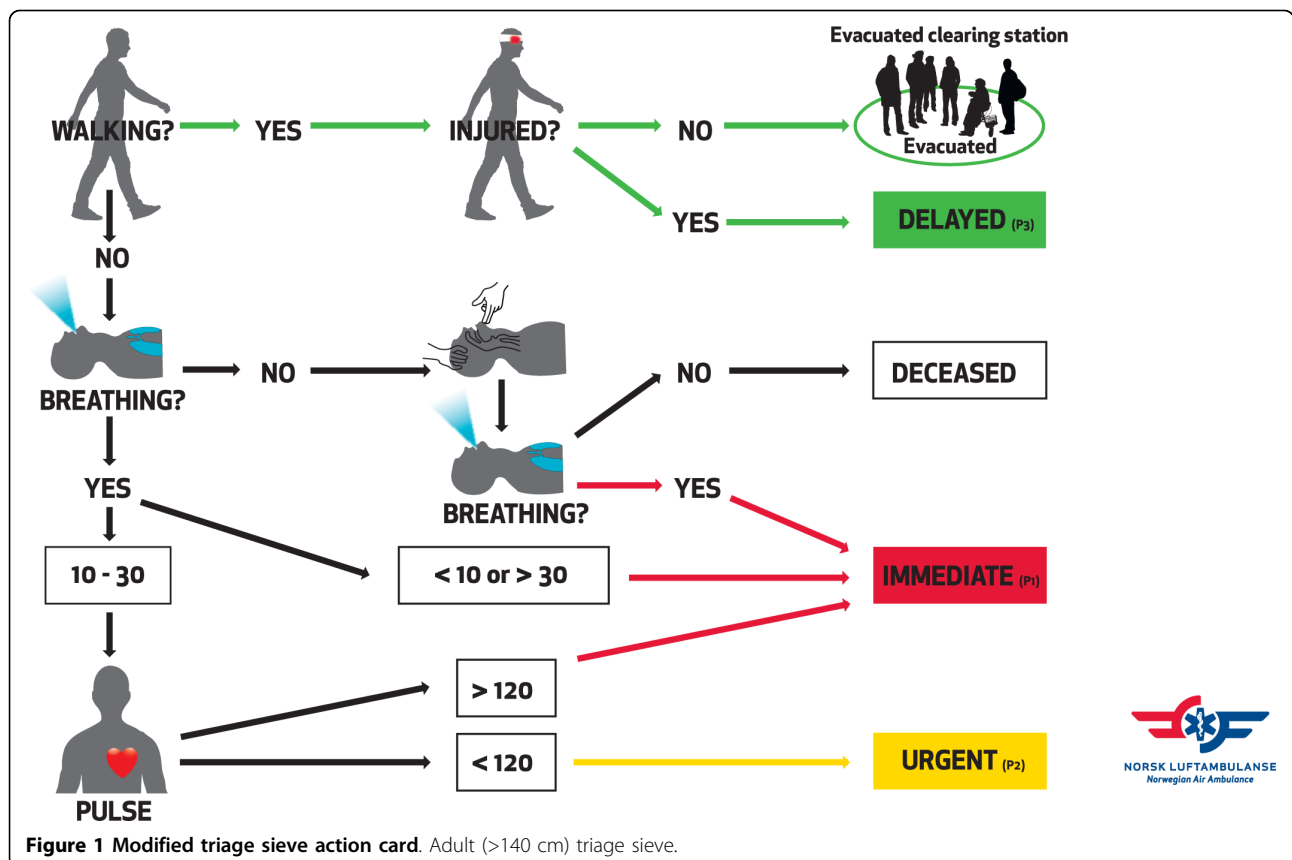 Evacuated clearing station
WALKING?
YES
INJURED?
NO
Evacuated
YES
DELAYED (P3)
NO
BREATHING?
NO
NO
DECEASED
YES
BREATHING?
YES
10 - 30
< 10 or > 30
IMMEDIATE (P1)
> 120
< 120
URGENT (P2)
PULSE
NORSK LUFTAMBULANSE
Norwegian Air Ambulance
Figure 1 Modified triage sieve action card. Adult (>140 cm) triage sieve.